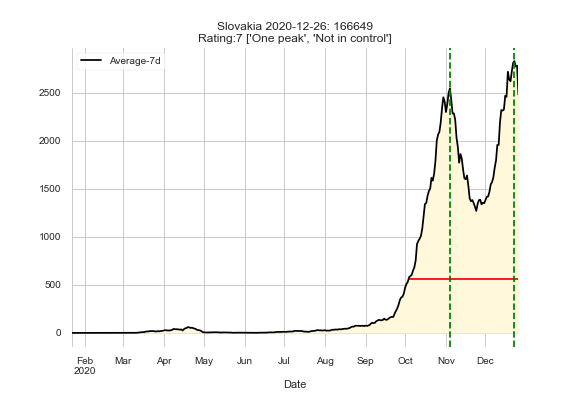 Slovakia 2020-12-26: 166649
Rating:7 ['One peak', 'Not in control']
Average-7d
2500
2000
1500
1000
500
0
Feb Mar Apr May Jun Jul Aug Sep Oct Nov Dec
2020
Date